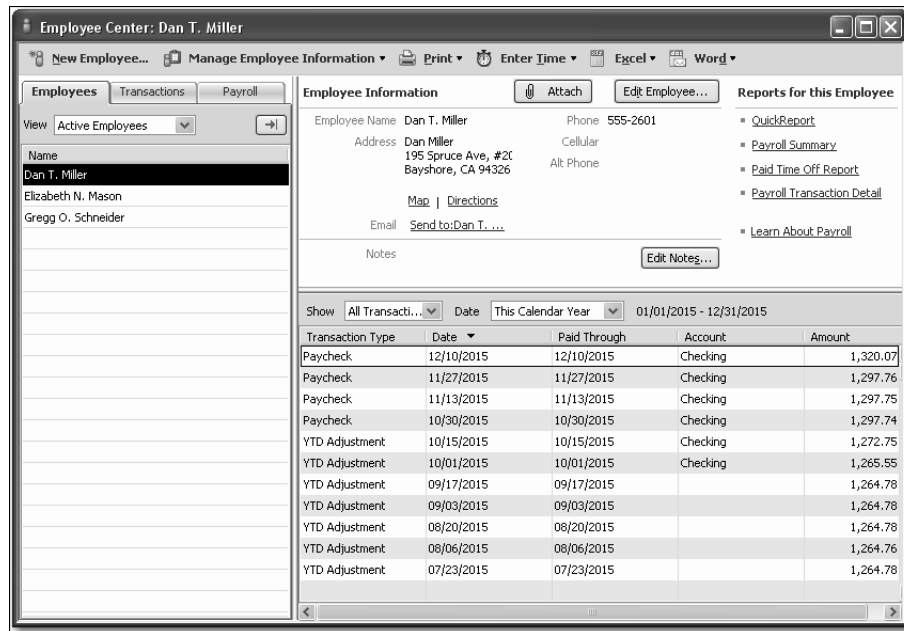 Employee Center: Dan T. Miller
New Employee... Manage Employee Information Print Enter Time Excel Word
Employees Transactions Payroll
View Active Employees
Name
Dan T. Miller
Elizabeth N. Mason
Gregg O. Schneider
Employee Information Attach Edit Employee...
Employee Name Dan T. Miller Phone 555-2601
Address Dan Miller Cellular
195 Spruce Ave, #20 Alt Phone
Bayshore, CA 94326
Map | Directions
Email Send to:Dan T. ...
Notes Edit Notes...
Reports for this Employee
QuickReport
Payroll Summary
Paid Time Off Report
Payroll Transaction Detail
Learn About Payroll
Show All Transacti... Date This Calendar Year 01/01/2015 - 12/31/2015
Transaction Type Date Paid Through Account Amount
Paycheck 12/10/2015 12/10/2015 Checking 1,320.07
Paycheck 11/27/2015 11/27/2015 Checking 1,297.76
Paycheck 11/13/2015 11/13/2015 Checking 1,297.75
Paycheck 10/30/2015 10/30/2015 Checking 1,297.74
YTD Adjustment 10/15/2015 10/15/2015 Checking 1,272.75
YTD Adjustment 10/01/2015 10/01/2015 Checking 1,265.55
YTD Adjustment 09/17/2015 09/17/2015 1,264.78
YTD Adjustment 09/03/2015 09/03/2015 1,264.78
YTD Adjustment 08/20/2015 08/20/2015 1,264.78
YTD Adjustment 08/06/2015 08/06/2015 1,264.76
YTD Adjustment 07/23/2015 07/23/2015 1,264.78